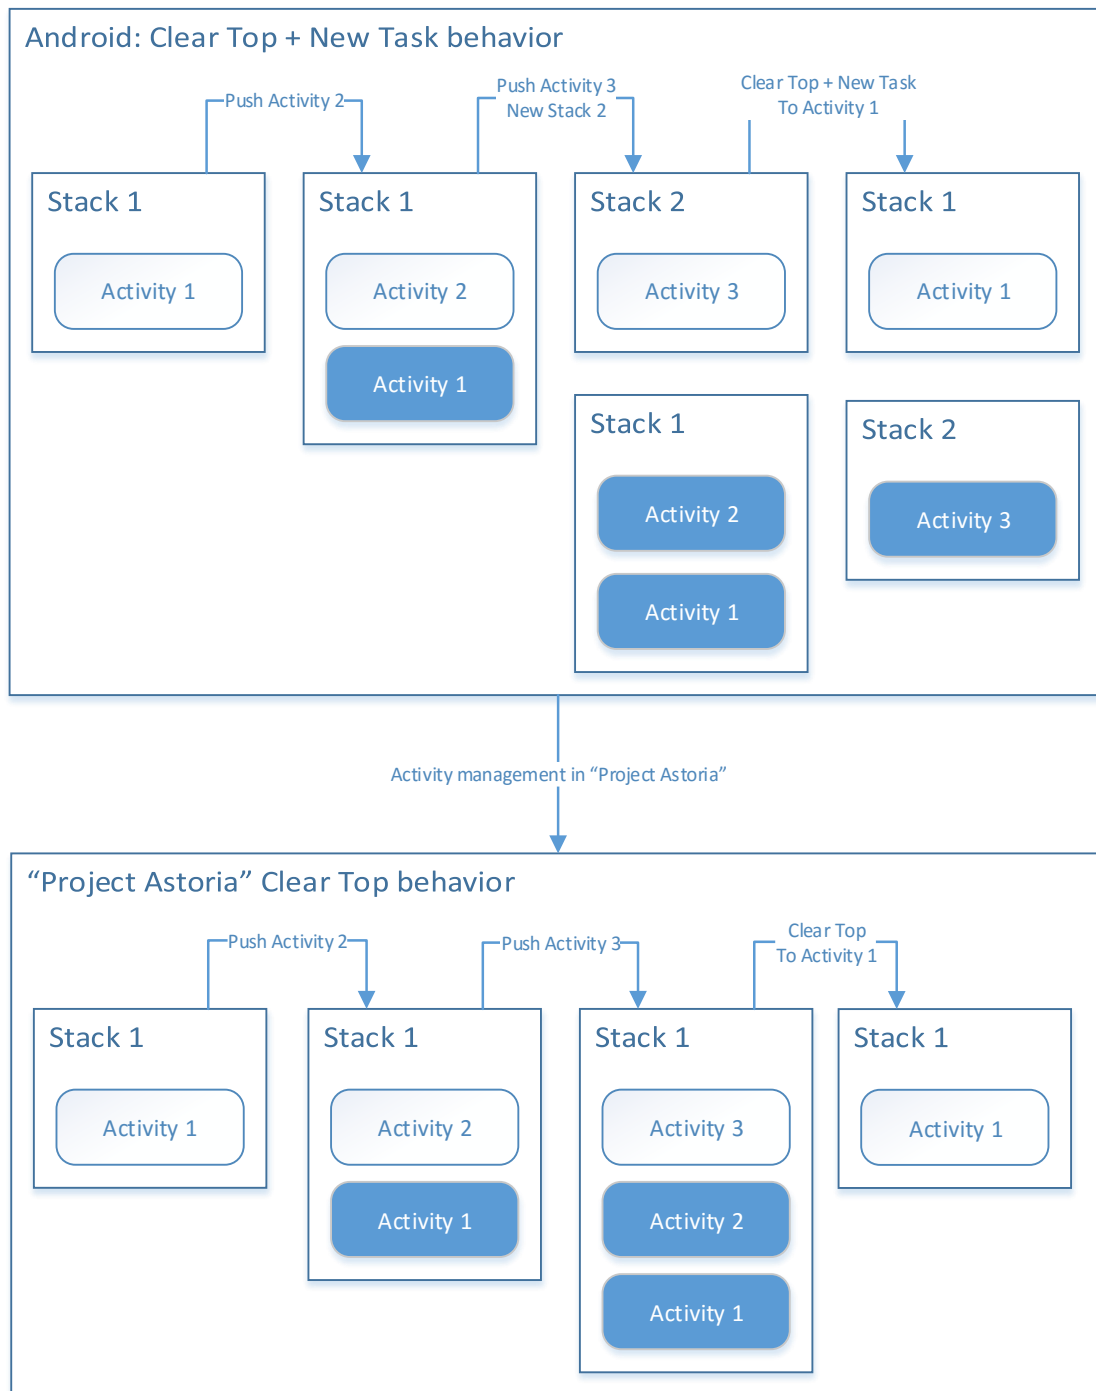 Android: Clear Top + New Task behavior
Push Activity 2
Push Activity 3
New Stack 2
Clear Top + New Task
To Activity 1
Stack 1
Activity 1
Stack 1
Activity 2
Activity 1
Stack 2
Activity 3
Stack 1
Activity 2
Activity 1
Stack 1
Activity 1
Stack 2
Activity 3
Activity management in “Project Astoria”
“Project Astoria” Clear Top behavior
Push Activity 2
Push Activity 3
Clear Top
To Activity 1
Stack 1
Activity 1
Stack 1
Activity 2
Activity 1
Stack 1
Activity 3
Activity 2
Activity 1
Stack 1
Activity 1